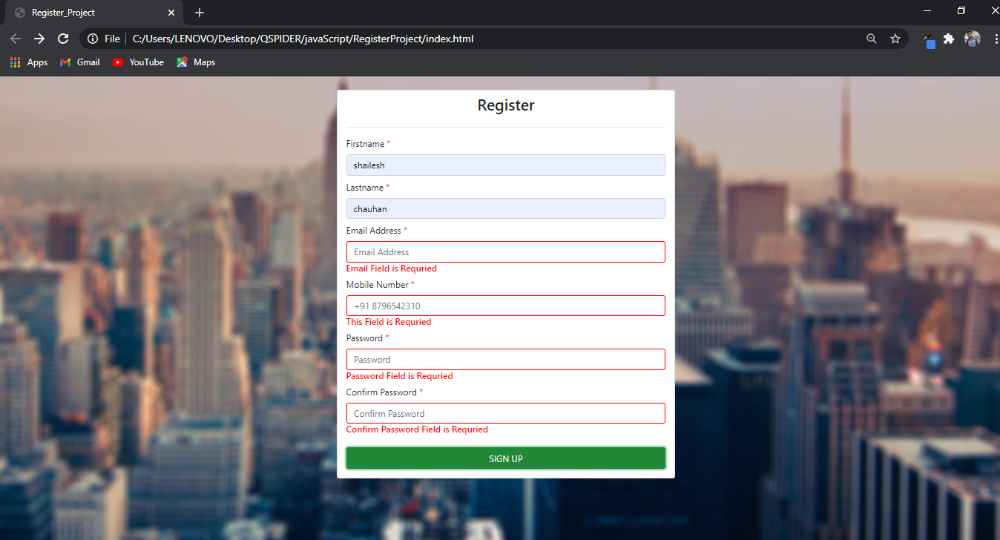 Register_Project
File C:/Users/LENOVO/Desktop/QSPIDER/javaScript/RegisterProject/index.html
Apps Gmail YouTube Maps
Register
Firstname *
shailesh
Lastname *
chauhan
Email Address *
Email Address
Email Field is Requried
Mobile Number *
+91 8796542310
This Field is Requried
Password *
Password
Password Field is Requried
Confirm Password *
Confirm Password
Confirm Password Field is Requried
SIGN UP